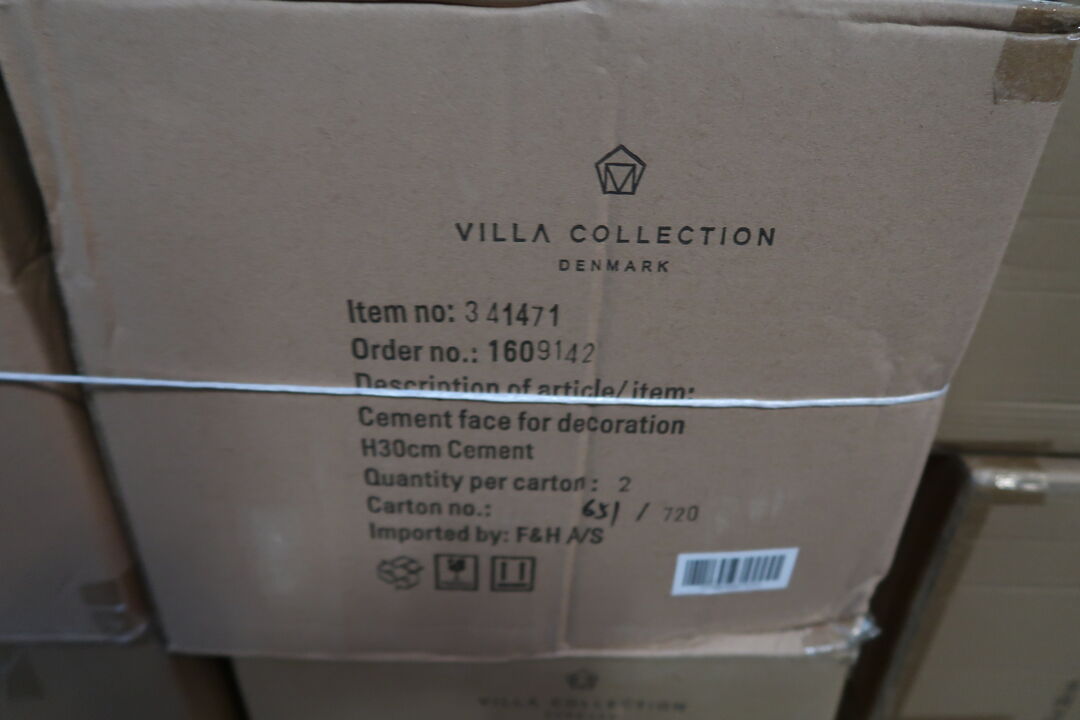 VILLA COLLECTION
DENMARK
Item no: 341471
Order no.: 1609142
Description of article/item:
Cement face for decoration
H30cm Cement
Quantity per carton: 2
Carton no.: 651 / 720
Imported by: F&H A/S
VILLA COLLECTION